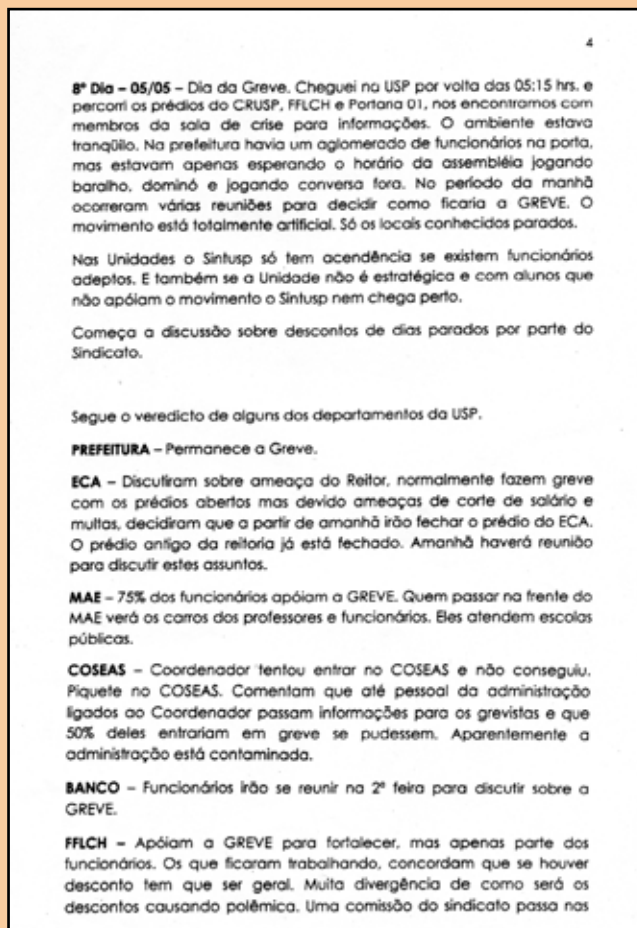 4
8º Dia – 05/05 – Dia da Greve. Cheguei na USP por volta das 05:15 hrs. e
percorri os prédios do CRUSP, FFLCH e Portaria 01, nos encontramos com
membros da sala de crise para informações. O ambiente estava
tranqüilo. Na prefeitura havia um aglomerado de funcionários na porta,
mas estavam apenas esperando o horário da assembléia jogando
baralho, dominó e jogando conversa fora. No período da manhã
ocorreram várias reuniões para decidir como ficaria a GREVE. O
movimento está totalmente artificial. Só os locais conhecidos parados.
Nas Unidades o Sintusp só tem acendência se existem funcionários
adeptos. E também se a Unidade não é estratégica e com alunos que
não apóiam o movimento o Sintusp nem chega perto.
Começa a discussão sobre descontos de dias parados por parte do
Sindicato.
Segue o veredicto de alguns dos departamentos da USP.
PREFEITURA – Permanece a Greve.
ECA – Discutiram sobre ameaça do Reitor, normalmente fazem greve
com os prédios abertos mas devido ameaças de corte de salário e
multas, decidiram que a partir de amanhã irão fechar o prédio do ECA.
O prédio antigo da reitoria já está fechado. Amanhã haverá reunião
para discutir estes assuntos.
MAE – 75% dos funcionários apóiam a GREVE. Quem passar na frente do
MAE verá os carros dos professores e funcionários. Eles atendem escolas
públicas.
COSEAS – Coordenador tentou entrar no COSEAS e não conseguiu.
Piquete no COSEAS. Comentam que até pessoal da administração
ligados ao Coordenador passam informações para os grevistas e que
50% deles entrariam em greve se pudessem. Aparentemente a
administração está contaminada.
BANCO – Funcionários irão se reunir na 2ª feira para discutir sobre a
GREVE.
FFLCH – Apóiam a GREVE para fortalecer, mas apenas parte dos
funcionários. Os que ficaram trabalhando, concordam que se houver
desconto tem que ser geral. Muita divergência de como será os
descontos causando polêmica. Uma comissão do sindicato passa nas